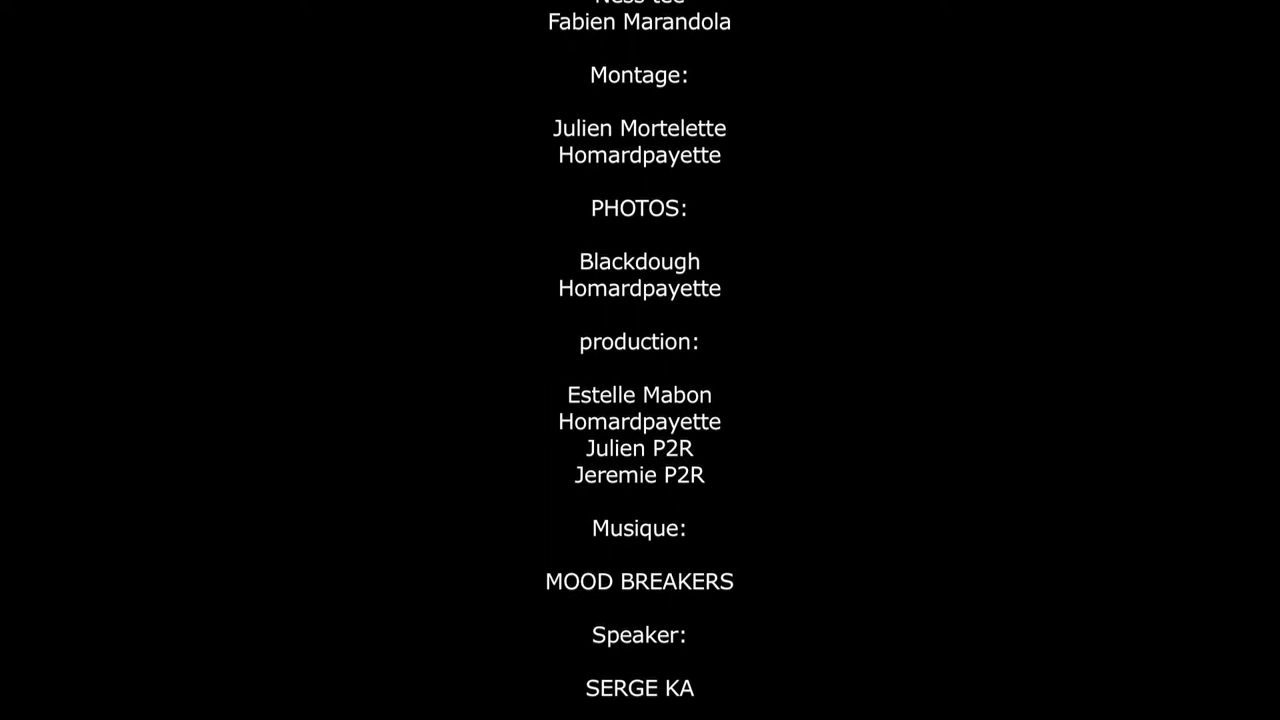 Fabien Marandola
Montage:
Julien Mortelette
Homardpayette
PHOTOS:
Blackdough
Homardpayette
production:
Estelle Mabon
Homardpayette
Julien P2R
Jeremie P2R
Musique:
MOOD BREAKERS
Speaker:
SERGE KA